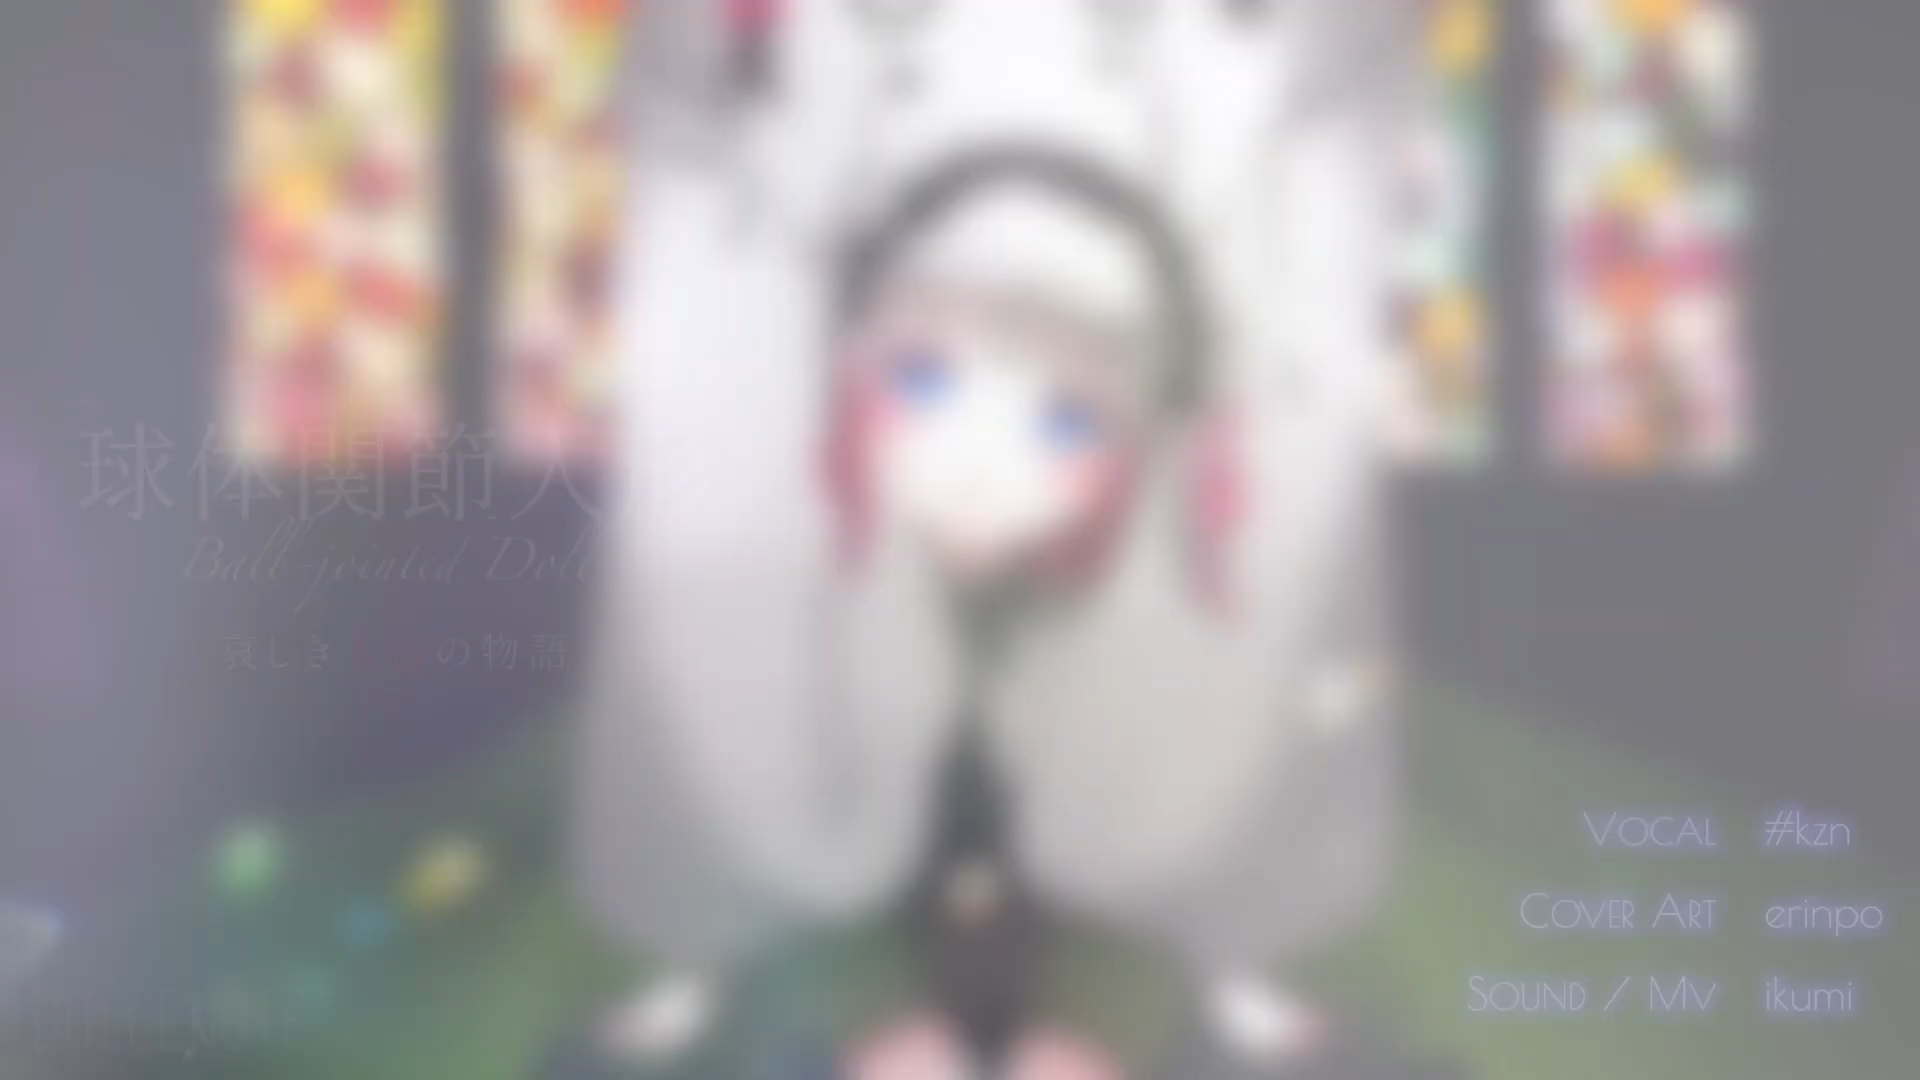 球体関節人
Ball-jointed Doll
哀しき
の物語
VOCAL #kzn
COVER ART erinpo
SOUND / MV ikumi